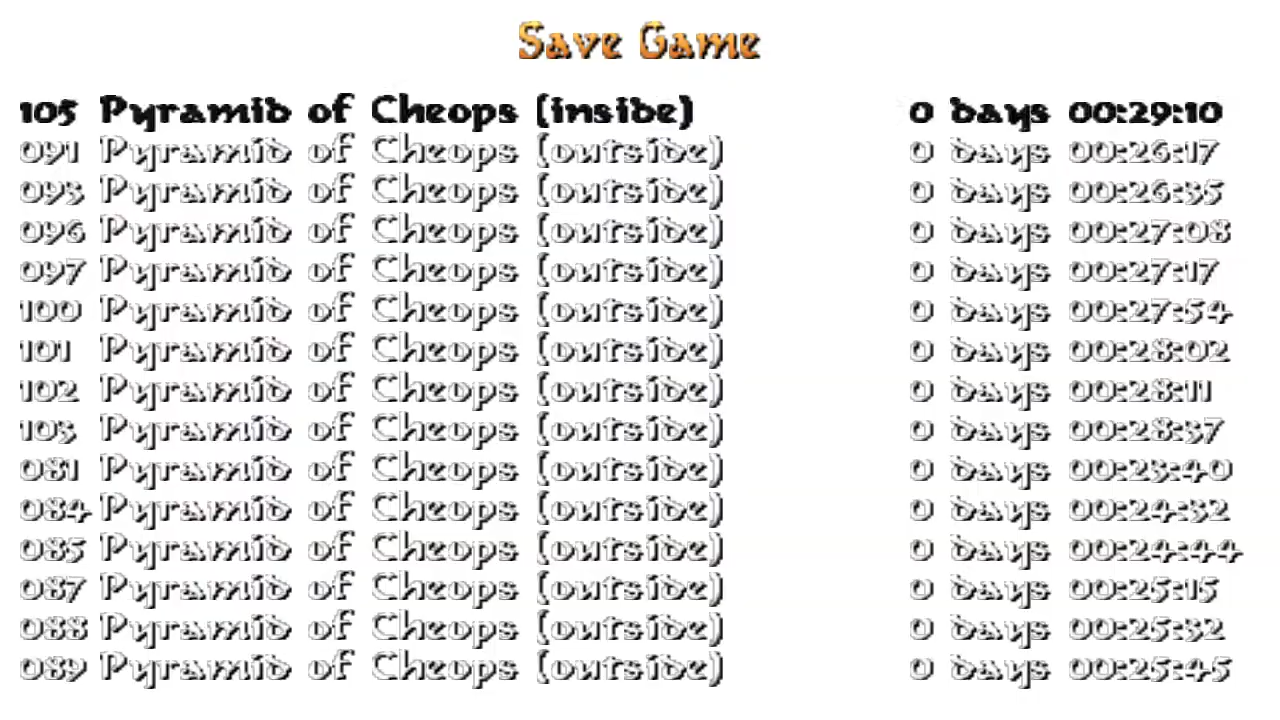 Save Game
105 Pyramid of Cheops (inside) 0 days 00:29:10
091 Pyramid of Cheops (outside) 0 days 00:26:17
093 Pyramid of Cheops (outside) 0 days 00:26:35
096 Pyramid of Cheops (outside) 0 days 00:27:08
097 Pyramid of Cheops (outside) 0 days 00:27:17
100 Pyramid of Cheops (outside) 0 days 00:27:54
101 Pyramid of Cheops (outside) 0 days 00:28:02
102 Pyramid of Cheops (outside) 0 days 00:28:11
103 Pyramid of Cheops (outside) 0 days 00:28:37
081 Pyramid of Cheops (outside) 0 days 00:23:40
084 Pyramid of Cheops (outside) 0 days 00:24:32
085 Pyramid of Cheops (outside) 0 days 00:24:44
087 Pyramid of Cheops (outside) 0 days 00:25:15
088 Pyramid of Cheops (outside) 0 days 00:25:32
089 Pyramid of Cheops (outside) 0 days 00:25:45